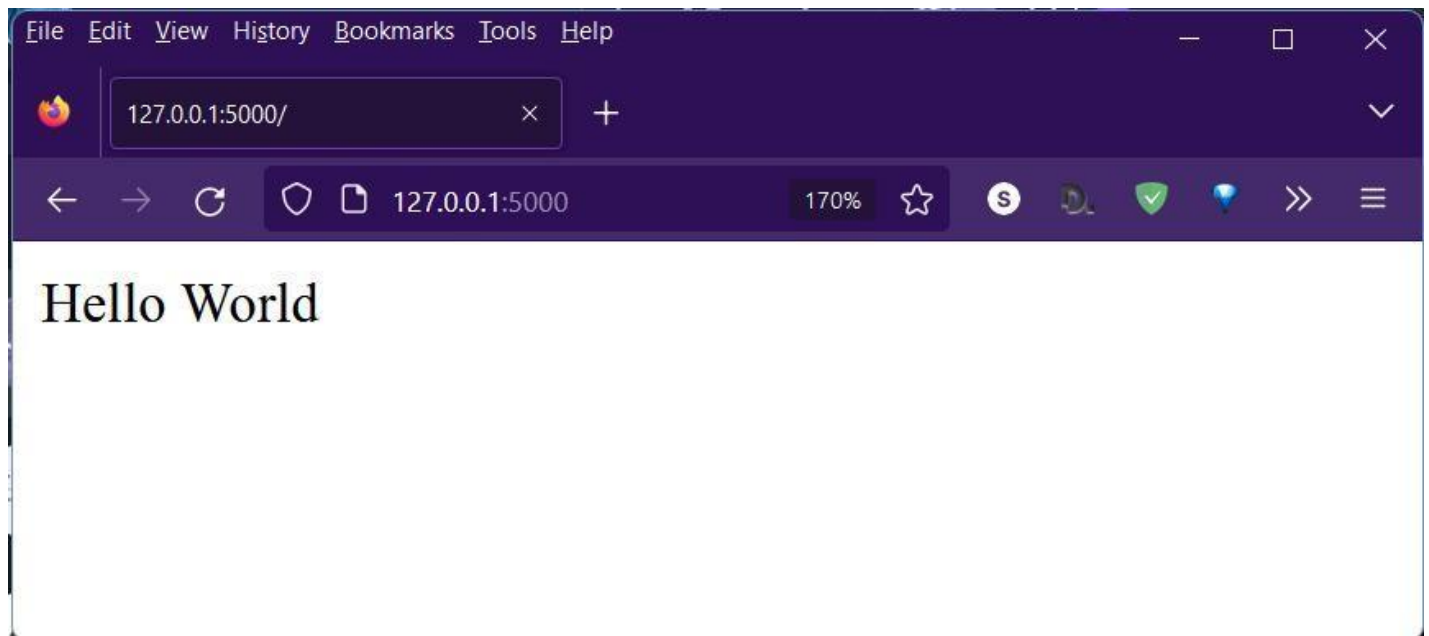 File Edit View History Bookmarks Tools Help
127.0.0.1:5000/
127.0.0.1:5000 170% S D.
Hello World